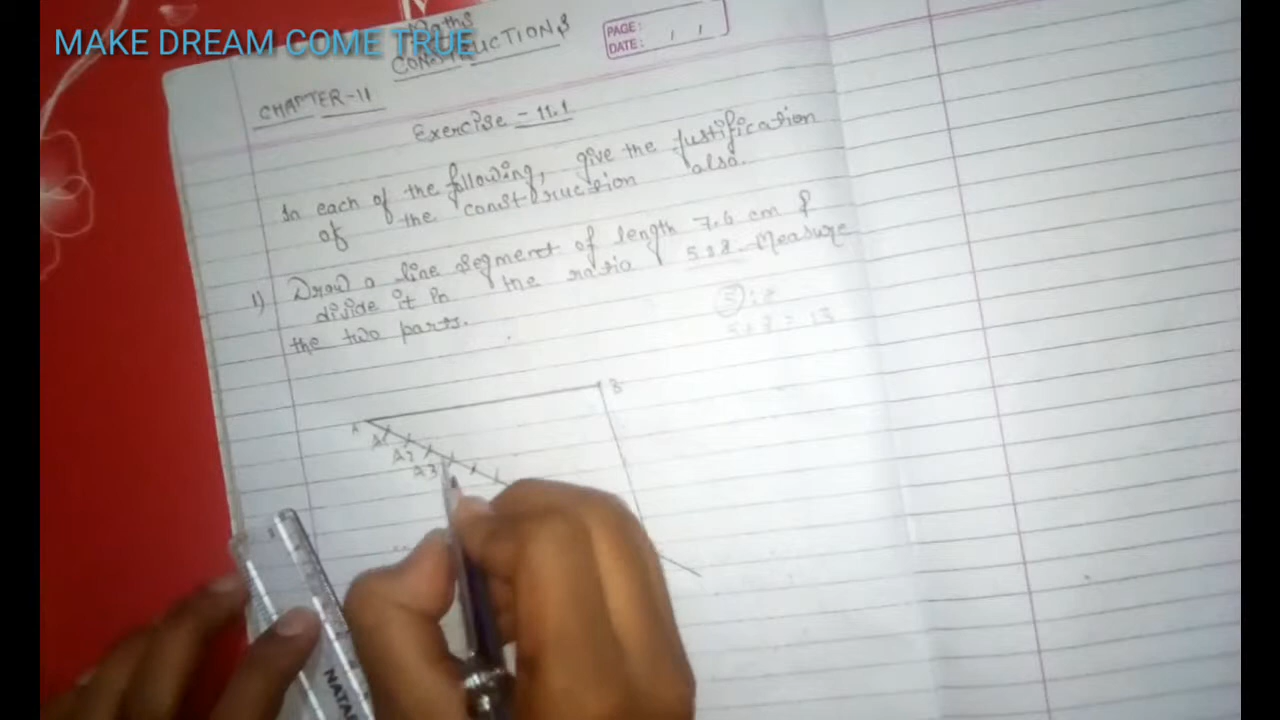 MAKE DREAM COME TRUE
Maths
PAGE:
DATE: / /
CONSTRUCTIONS
CHAPTER-11
Exercise - 11.1
In each of the following, give the justification
of the construction also.
1) Draw a line segment of length 7.6 cm &
divide it in the ratio 5:8. Measure
the two parts.
5:8
5+8 = 13
A
B
A1
A2
A3
NATAR